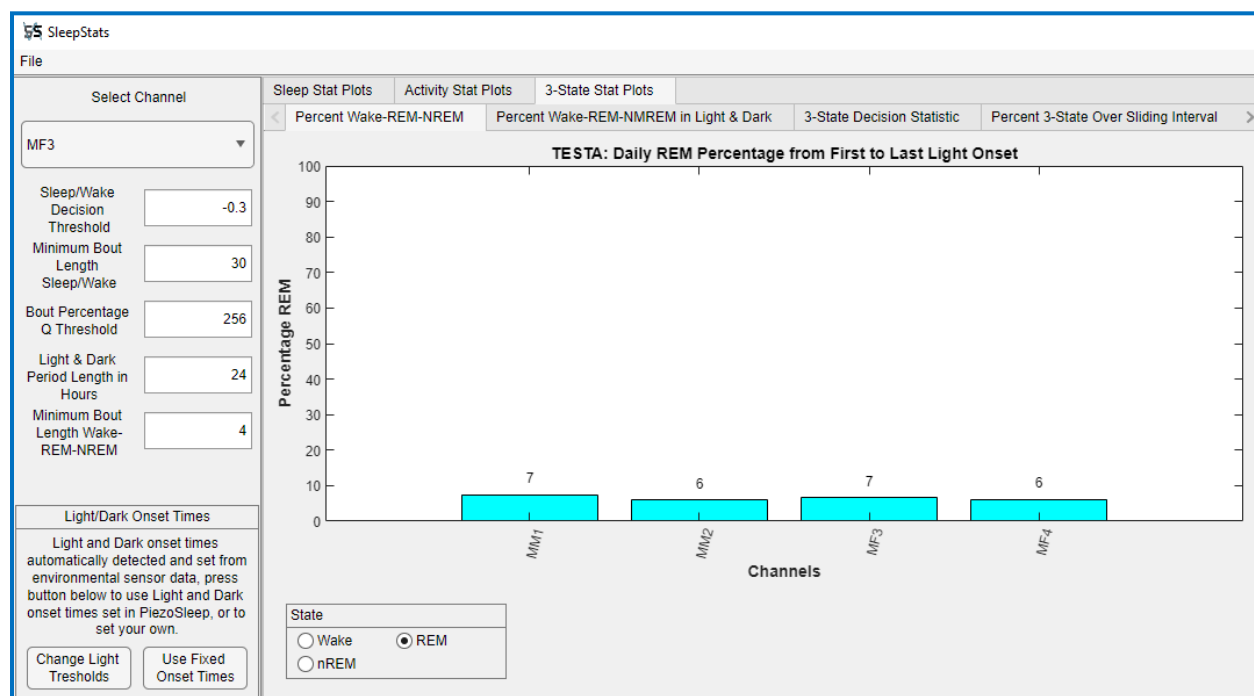 SleepStats
File
Select Channel
MF3
Sleep/Wake
Decision
Threshold
-0.3
Minimum Bout
Length
Sleep/Wake
30
Bout Percentage
Q Threshold
256
Light & Dark
Period Length in
Hours
24
Minimum Bout
Length Wake-
REM-NREM
4
Light/Dark Onset Times
Light and Dark onset times
automatically detected and set from
environmental sensor data, press
button below to use Light and Dark
onset times set in PiezoSleep, or to
set your own.
Change Light
Tresholds
Use Fixed
Onset Times
Sleep Stat Plots
Activity Stat Plots
3-State Stat Plots
Percent Wake-REM-NREM
Percent Wake-REM-NMREM in Light & Dark
3-State Decision Statistic
Percent 3-State Over Sliding Interval
TESTA: Daily REM Percentage from First to Last Light Onset
Percentage REM
100
90
80
70
60
50
40
30
20
10
0
7
6
7
6
MM1
MM2
MF3
MF4
Channels
State
Wake
REM
nREM